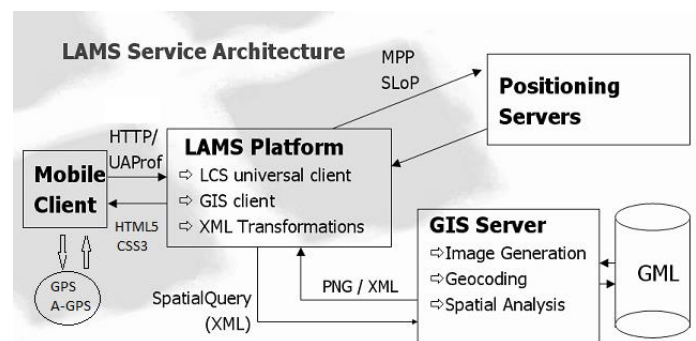 LAMS Service Architecture
MPP
SLoP
Positioning
Servers
HTTP/
UAProf
LAMS Platform
⇨ LCS universal client
⇨ GIS client
⇨ XML Transformations
Mobile
Client
HTML5
CSS3
GPS
A-GPS
GIS Server
⇨Image Generation
⇨Geocoding
⇨Spatial Analysis
GML
PNG / XML
SpatialQuery
(XML)